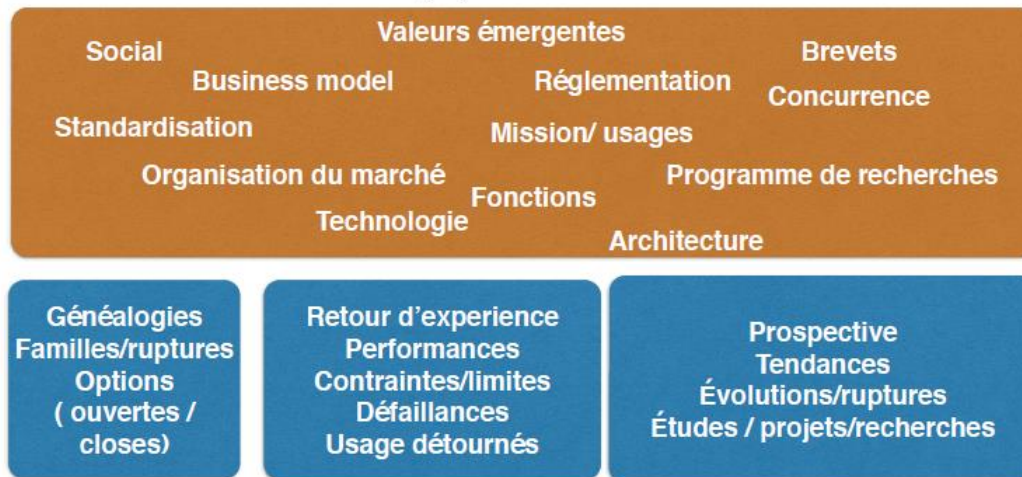 Valeurs émergentes
Social
Brevets
Business model
Réglementation
Concurrence
Standardisation
Mission/ usages
Organisation du marché
Programme de recherches
Fonctions
Technologie
Architecture
Généalogies
Familles/ruptures
Options
( ouvertes /
closes)
Retour d’experience
Performances
Contraintes/limites
Défaillances
Usage détournés
Prospective
Tendances
Évolutions/ruptures
Études / projets/recherches